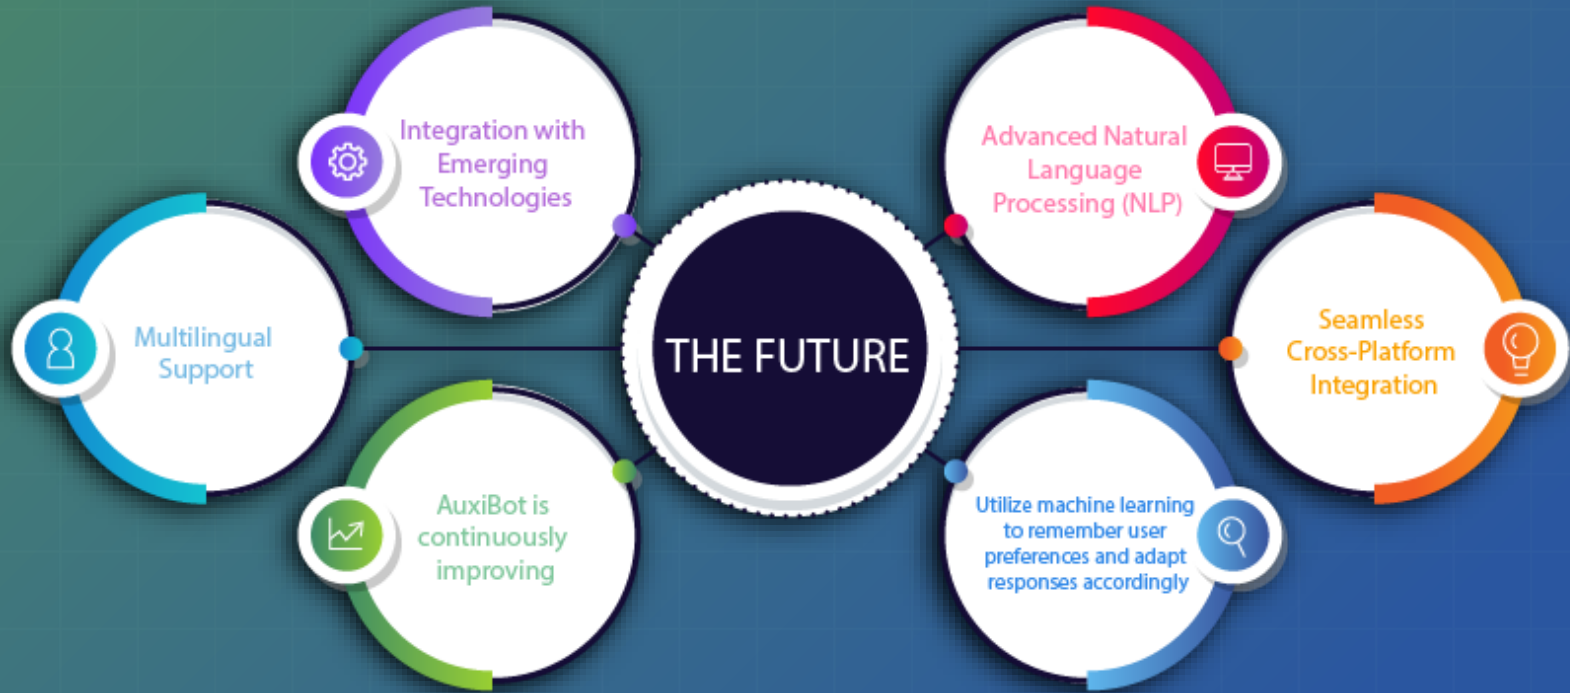 Integration with
Emerging
Technologies
Advanced Natural
Language
Processing (NLP)
Multilingual
Support
THE FUTURE
Seamless
Cross-Platform
Integration
AuxiBot is
continuously
improving
Utilize machine learning
to remember user
preferences and adapt
responses accordingly